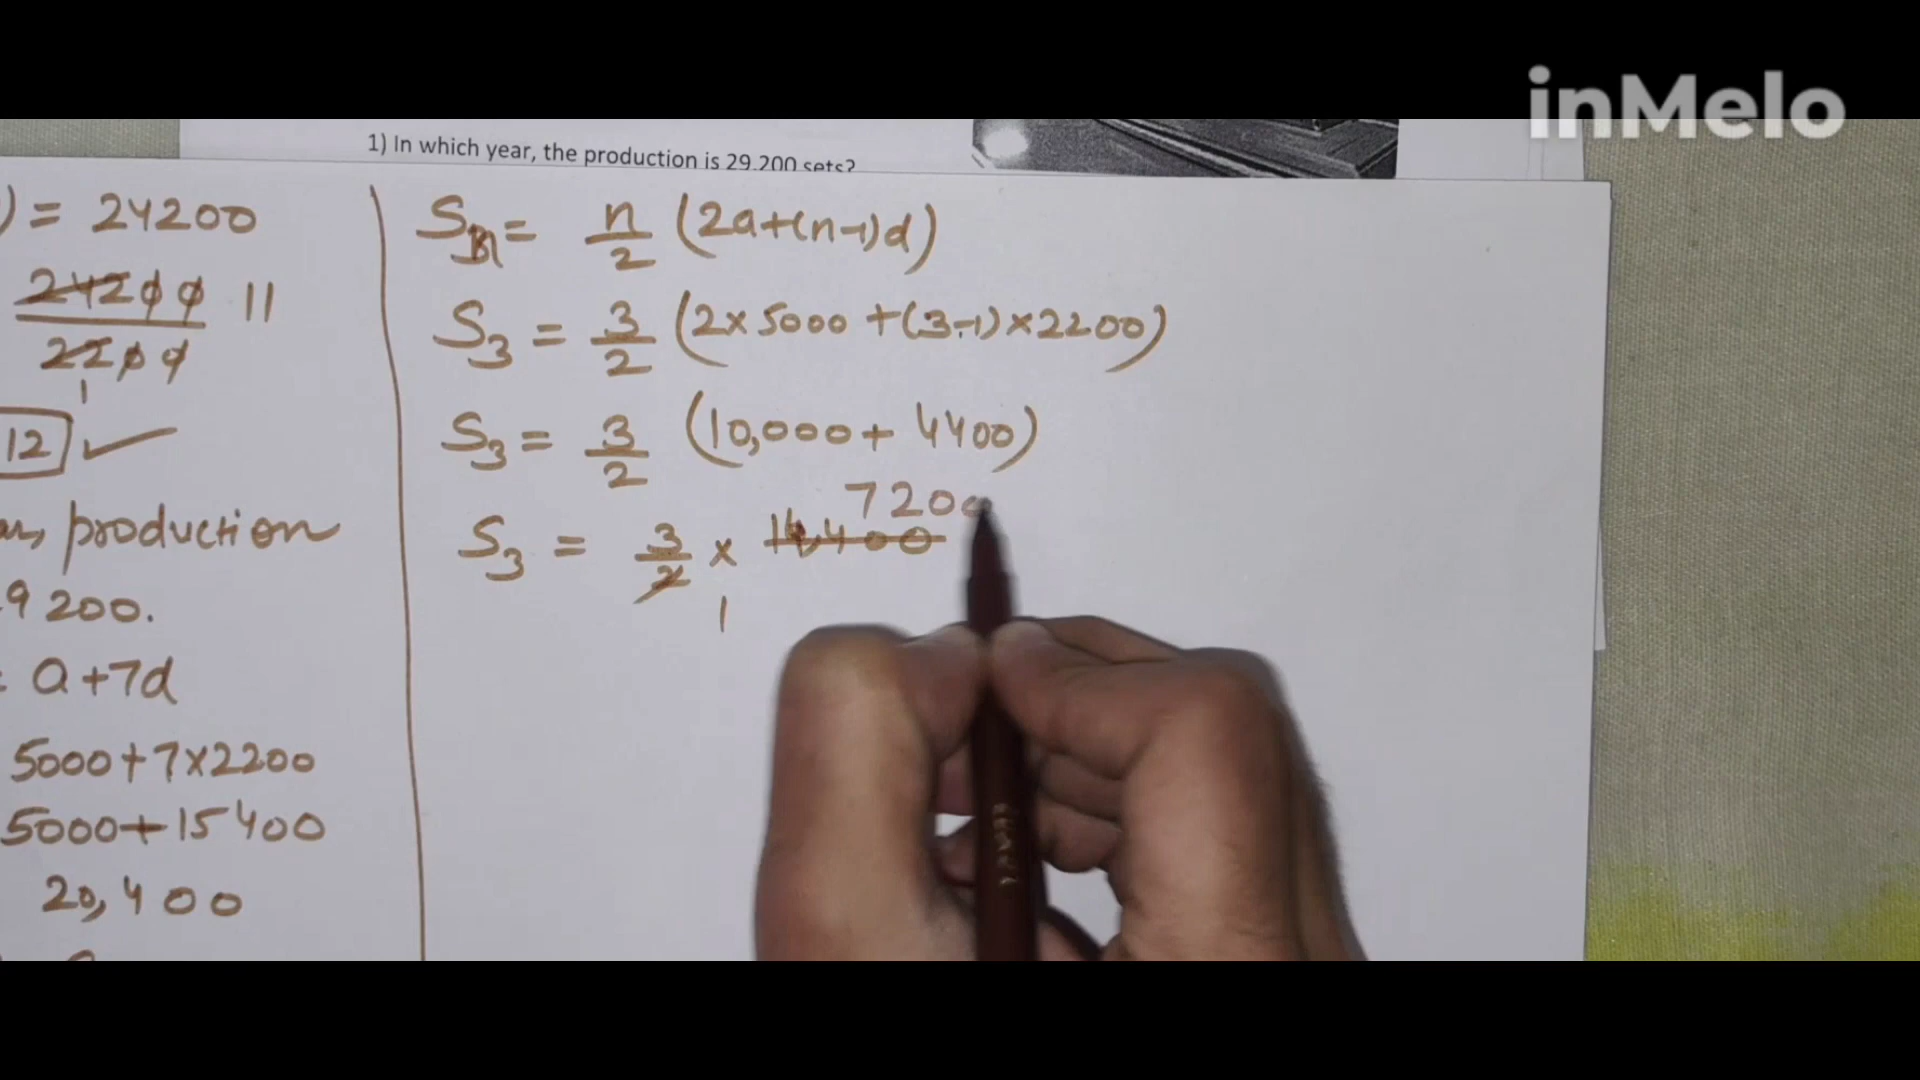 inMelo
1) In which year, the production is 29,200 sets?
) = 24200
24200 11
2200
1
12 ✓
production
9200.
= a+7d
5000+7×2200
5000+15400
20,400
Sn = n/2 (2a+(n-1)d)
S3 = 3/2 (2×5000+(3-1)×2200)
S3 = 3/2 (10,000+4400)
7200
S3 = 3/2 × 14,400
1